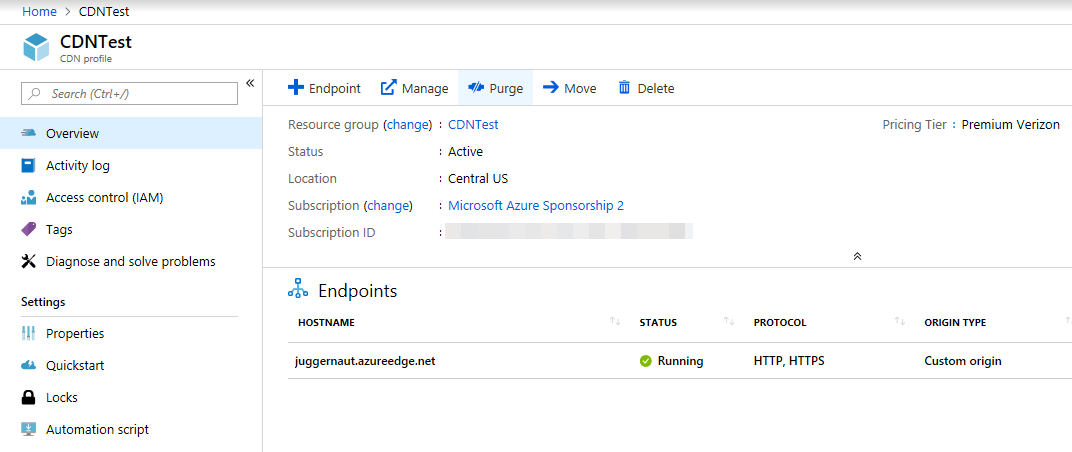 Home > CDNTest
CDNTest
CDN profile
Search (Ctrl+/)
Overview
Activity log
Access control (IAM)
Tags
Diagnose and solve problems
Settings
Properties
Quickstart
Locks
Automation script
Endpoint Manage Purge Move Delete
Resource group (change) : CDNTest
Pricing Tier : Premium Verizon
Status : Active
Location : Central US
Subscription (change) : Microsoft Azure Sponsorship 2
Subscription ID :
Endpoints
HOSTNAME STATUS PROTOCOL ORIGIN TYPE
juggernaut.azureedge.net Running HTTP, HTTPS Custom origin